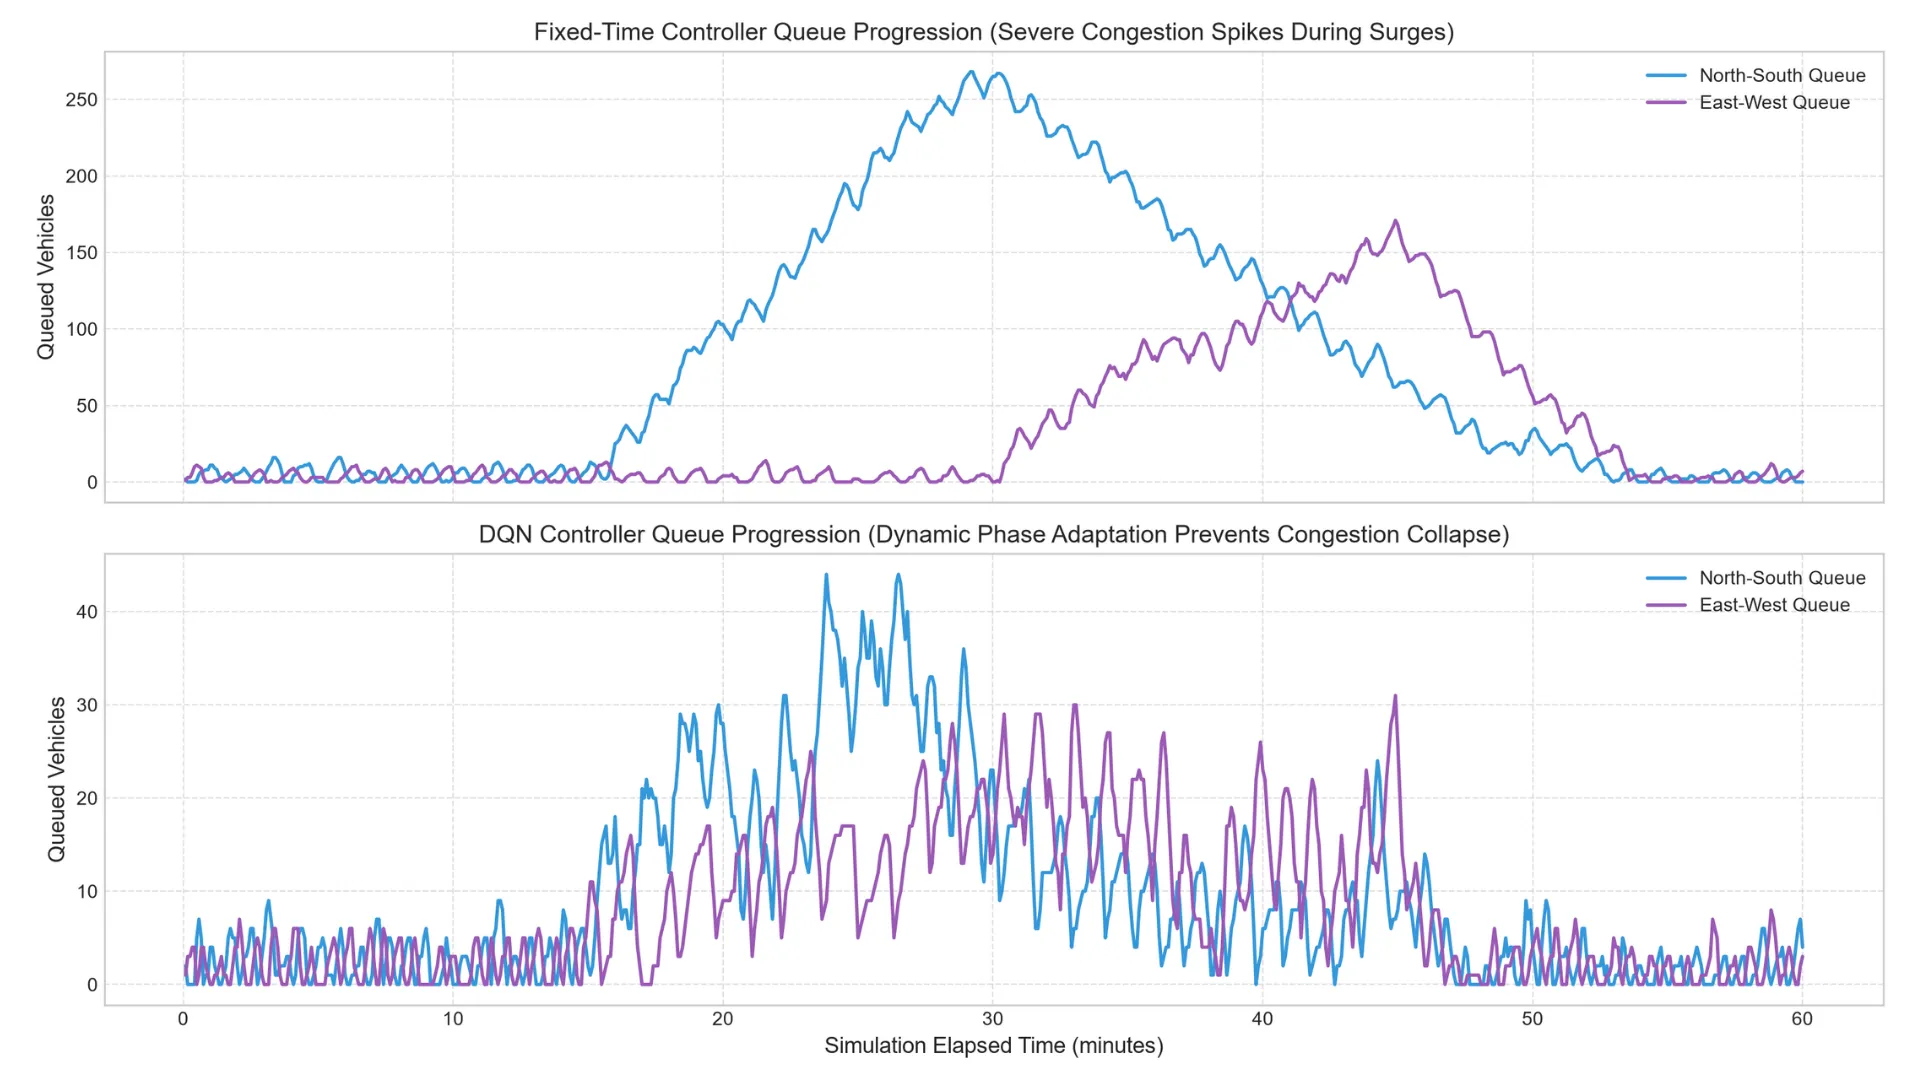 Fixed-Time Controller Queue Progression (Severe Congestion Spikes During Surges)
North-South Queue
East-West Queue
Queued Vehicles
250
200
150
100
50
0
DQN Controller Queue Progression (Dynamic Phase Adaptation Prevents Congestion Collapse)
North-South Queue
East-West Queue
Queued Vehicles
40
30
20
10
0
0 10 20 30 40 50 60
Simulation Elapsed Time (minutes)